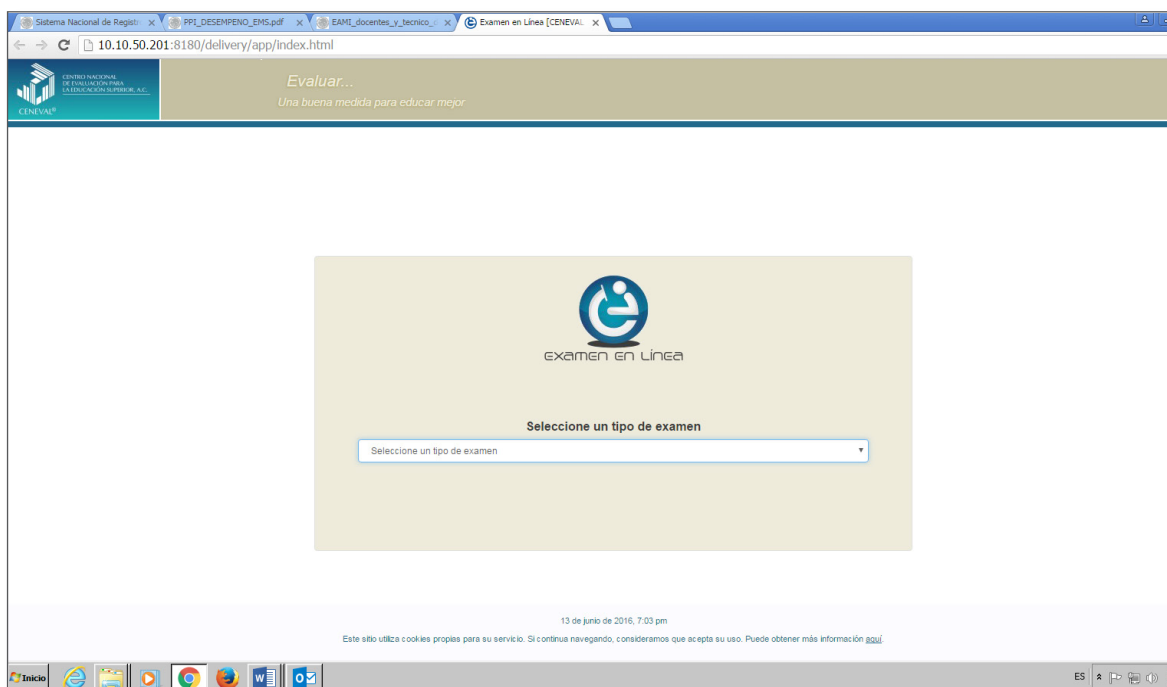 Sistema Nacional de Registr
PPI_DESEMPENO_EMS.pdf
EAMI_docentes_y_tecnico_d
Examen en Línea [CENEVAL
10.10.50.201:8180/delivery/app/index.html
CENTRO NACIONAL
DE EVALUACIÓN PARA
LA EDUCACIÓN SUPERIOR, A.C.
CENEVAL®
Evaluar...
Una buena medida para educar mejor
examen en Línea
Seleccione un tipo de examen
Seleccione un tipo de examen
13 de junio de 2016, 7:03 pm
Este sitio utiliza cookies propias para su servicio. Si continua navegando, consideramos que acepta su uso. Puede obtener más información aquí.
Inicio
ES